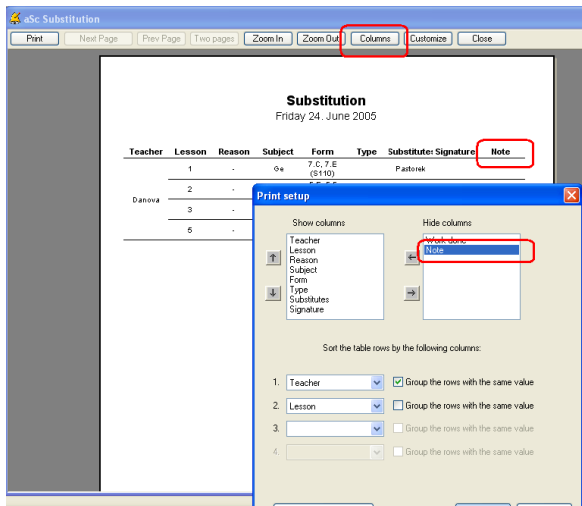 aSc Substitution
Print Next Page Prev Page Two pages Zoom In Zoom Out Columns Customize Close
Substitution
Friday 24. June 2005
Teacher Lesson Reason Subject Form Type Substitutes Signature Note
1 - Ge 7.C, 7.E (S110) Pastorek
Danova
2 -
3 -
6 -
Print setup
Show columns Hide columns
Teacher
Lesson
Reason
Subject
Form
Type
Substitutes
Signature
Work done
Note
Sort the table rows by the following columns:
1. Teacher Group the rows with the same value
2. Lesson Group the rows with the same value
3. Group the rows with the same value
4. Group the rows with the same value